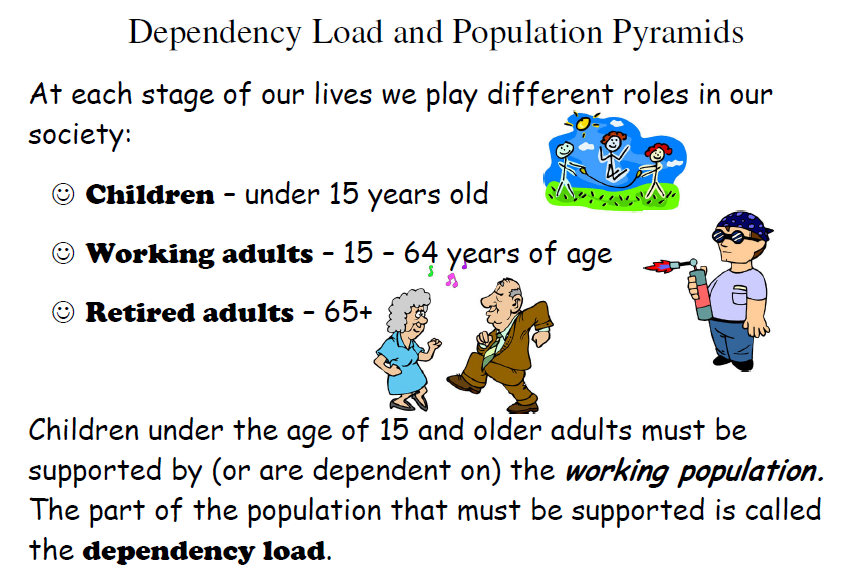 Dependency Load and Population Pyramids
At each stage of our lives we play different roles in our
society:
☺ Children – under 15 years old
☺ Working adults – 15 – 64 years of age
☺ Retired adults – 65+
Children under the age of 15 and older adults must be
supported by (or are dependent on) the working population.
The part of the population that must be supported is called
the dependency load.